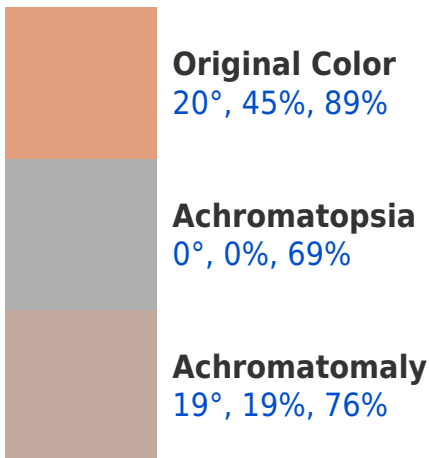 Original Color
20°, 45%, 89%
Achromatopsia
0°, 0%, 69%
Achromatomaly
19°, 19%, 76%